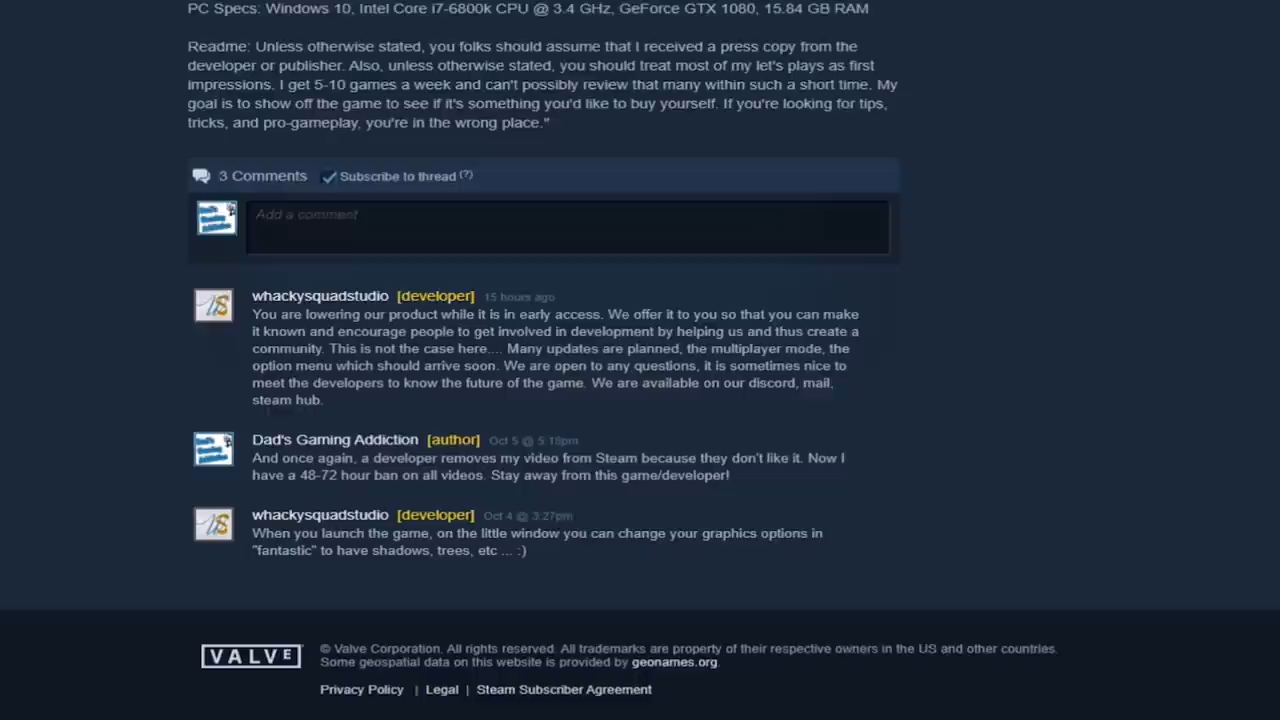 PC Specs: Windows 10, Intel Core i7-6800k CPU @ 3.4 GHz, GeForce GTX 1080, 15.84 GB RAM
Readme: Unless otherwise stated, you folks should assume that I received a press copy from the
developer or publisher. Also, unless otherwise stated, you should treat most of my let's plays as first
impressions. I get 5-10 games a week and can't possibly review that many within such a short time. My
goal is to show off the game to see if it's something you'd like to buy yourself. If you're looking for tips,
tricks, and pro-gameplay, you're in the wrong place."
3 Comments Subscribe to thread (?)
Add a comment
whackysquadstudio [developer] 15 hours ago
You are lowering our product while it is in early access. We offer it to you so that you can make
it known and encourage people to get involved in development by helping us and thus create a
community. This is not the case here.... Many updates are planned, the multiplayer mode, the
option menu which should arrive soon. We are open to any questions, it is sometimes nice to
meet the developers to know the future of the game. We are available on our discord, mail,
steam hub.
Dad's Gaming Addiction [author] Oct 5 @ 5:18pm
And once again, a developer removes my video from Steam because they don't like it. Now I
have a 48-72 hour ban on all videos. Stay away from this game/developer!
whackysquadstudio [developer] Oct 4 @ 3:27pm
When you launch the game, on the little window you can change your graphics options in
"fantastic" to have shadows, trees, etc ... :)
VALVE
© Valve Corporation. All rights reserved. All trademarks are property of their respective owners in the US and other countries.
Some geospatial data on this website is provided by geonames.org.
Privacy Policy | Legal | Steam Subscriber Agreement